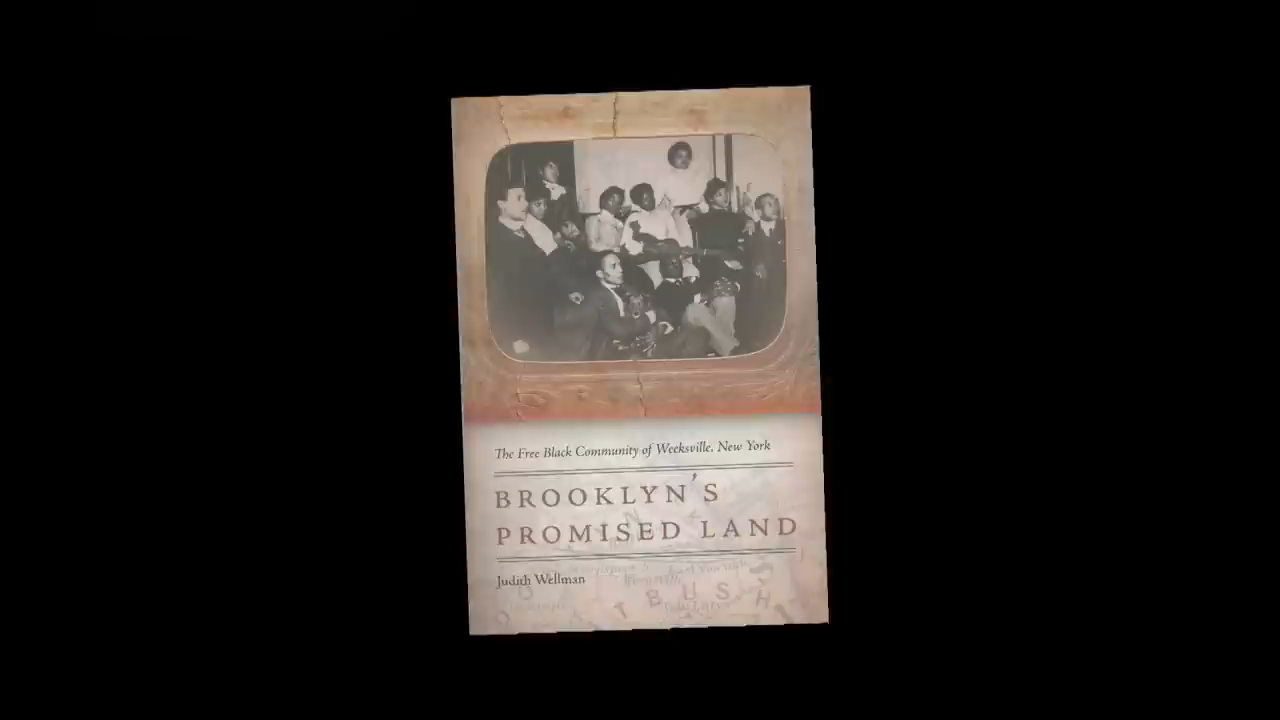 The Free Black Community of Weeksville, New York
BROOKLYN'S
PROMISED LAND
Judith Wellman
T B U S H